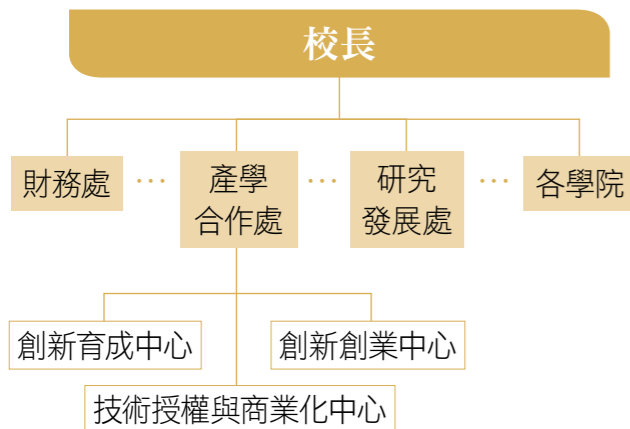 校長
財務處
…
產學
合作處
…
研究
發展處
…
各學院
創新育成中心
創新創業中心
技術授權與商業化中心